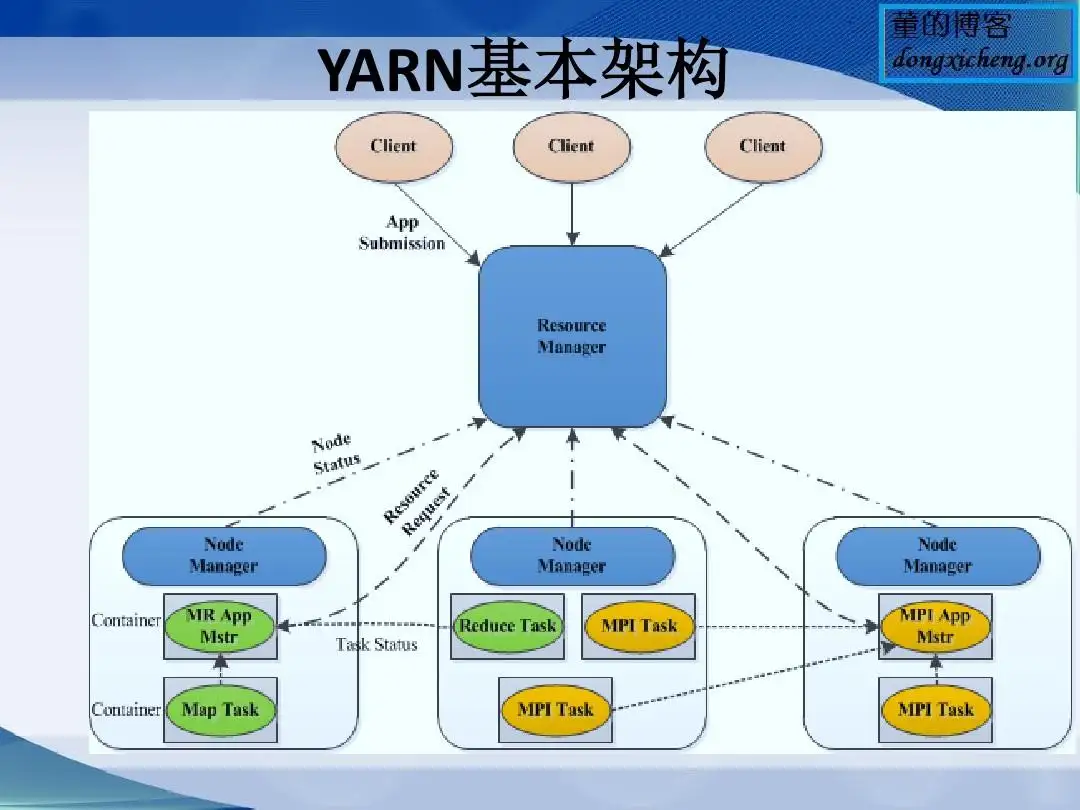 董的博客
dongxicheng.org
YARN基本架构
Client
Client
Client
App
Submission
Resource
Manager
Node
Status
Resource
Request
Node
Manager
Node
Manager
Node
Manager
Container
MR App
Mstr
Task Status
Reduce Task
MPI Task
MPI App
Mstr
Container
Map Task
MPI Task
MPI Task